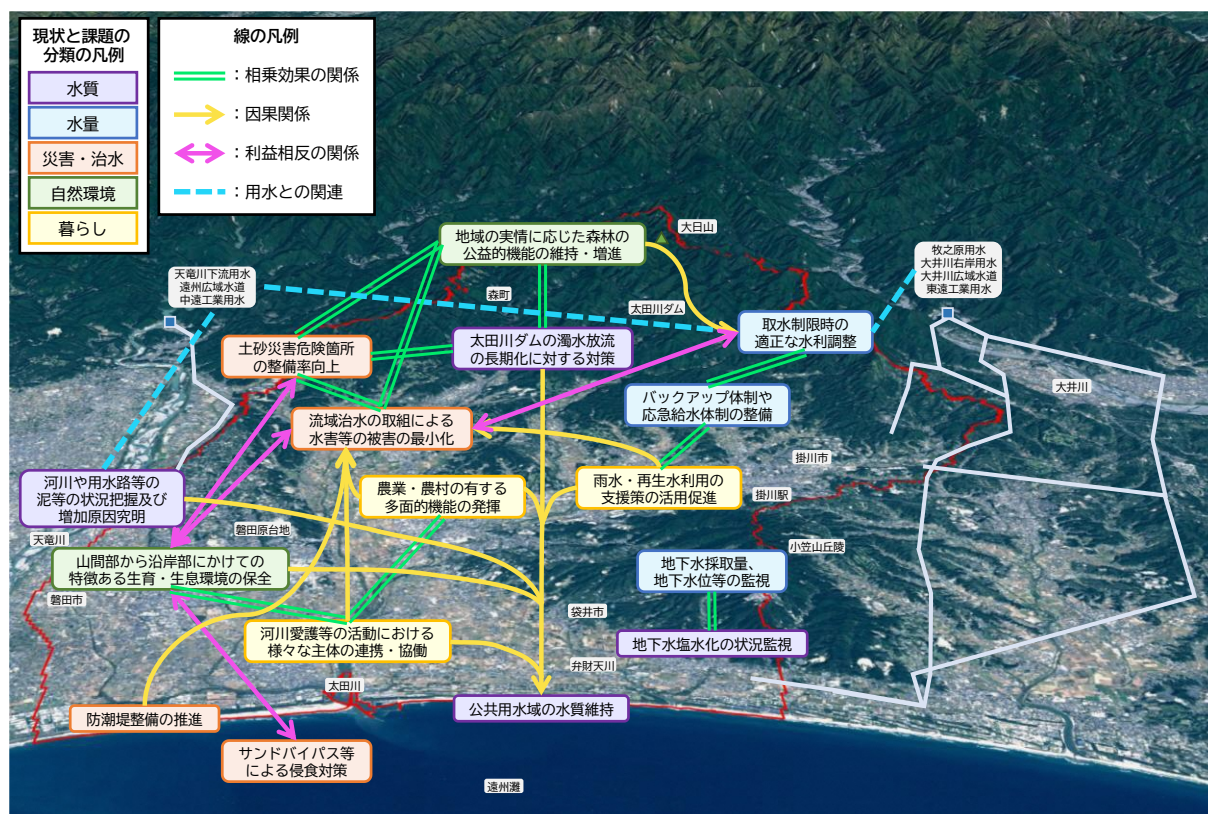 現状と課題の
分類の凡例
水質
水量
災害・治水
自然環境
暮らし
線の凡例
：相乗効果の関係
：因果関係
：利益相反の関係
：用水との関連
地域の実情に応じた森林の
公益的機能の維持・増進
大日山
牧之原用水
大井川右岸用水
大井川広域水道
東遠工業用水
天竜川下流用水
遠州広域水道
中遠工業用水
森町
太田川ダム
取水制限時の
適正な水利調整
土砂災害危険箇所
の整備率向上
太田川ダムの濁水放流
の長期化に対する対策
大井川
バックアップ体制や
応急給水体制の整備
流域治水の取組による
水害等の被害の最小化
掛川市
河川や用水路等の
泥等の状況把握及び
増加原因究明
農業・農村の有する
多面的機能の発揮
雨水・再生水利用の
支援策の活用促進
掛川駅
磐田原台地
天竜川
小笠山丘陵
山間部から沿岸部にかけての
特徴ある生育・生息環境の保全
地下水採取量、
地下水位等の監視
磐田市
袋井市
河川愛護等の活動における
様々な主体の連携・協働
地下水塩水化の状況監視
弁財天川
太田川
防潮堤整備の推進
公共用水域の水質維持
サンドバイパス等
による侵食対策
遠州灘